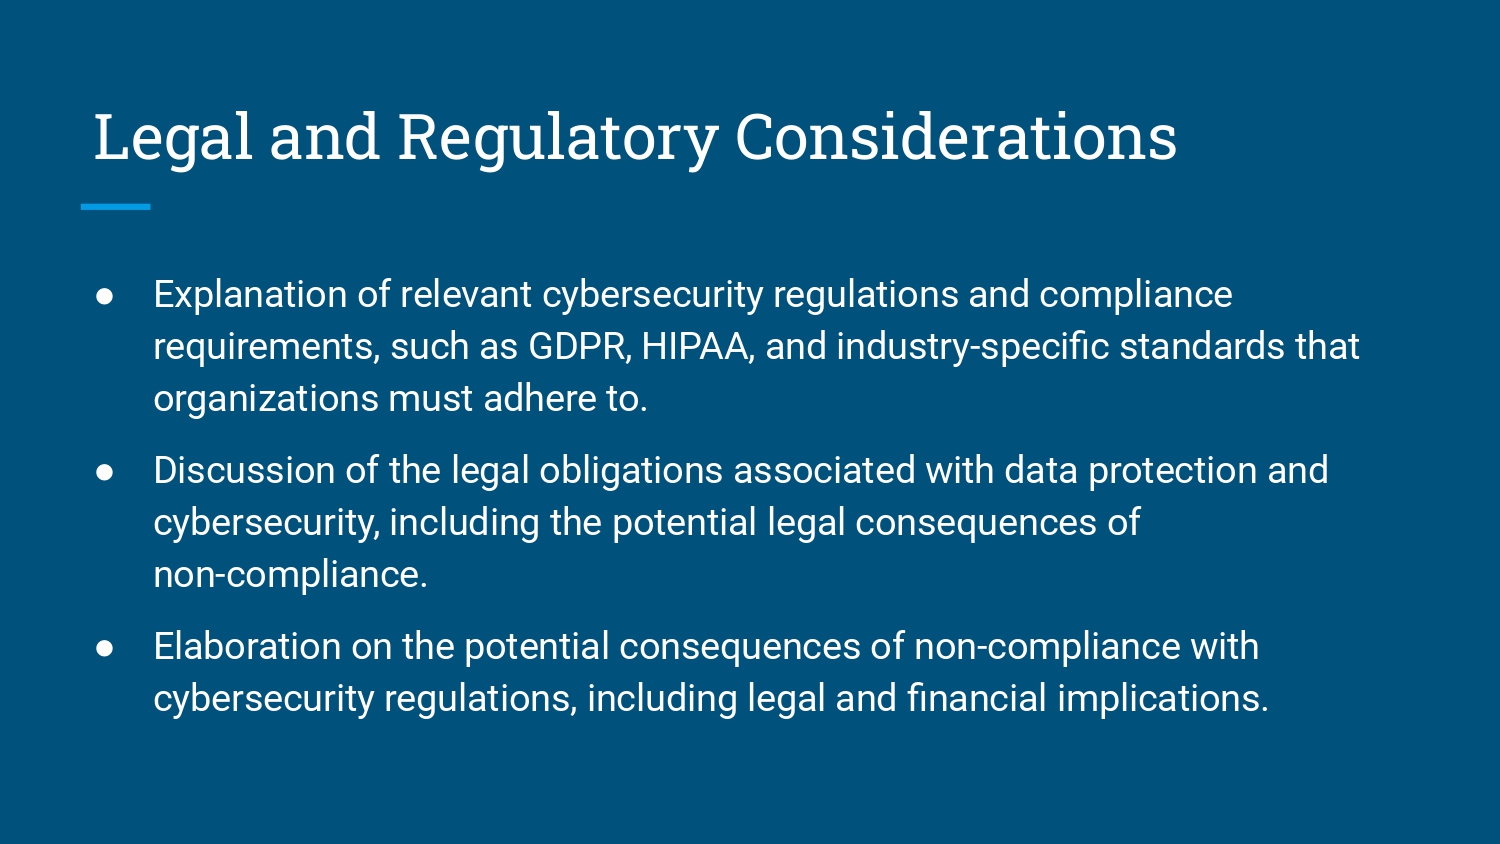 Legal and Regulatory Considerations
● Explanation of relevant cybersecurity regulations and compliance
requirements, such as GDPR, HIPAA, and industry-specific standards that
organizations must adhere to.
● Discussion of the legal obligations associated with data protection and
cybersecurity, including the potential legal consequences of
non-compliance.
● Elaboration on the potential consequences of non-compliance with
cybersecurity regulations, including legal and financial implications.